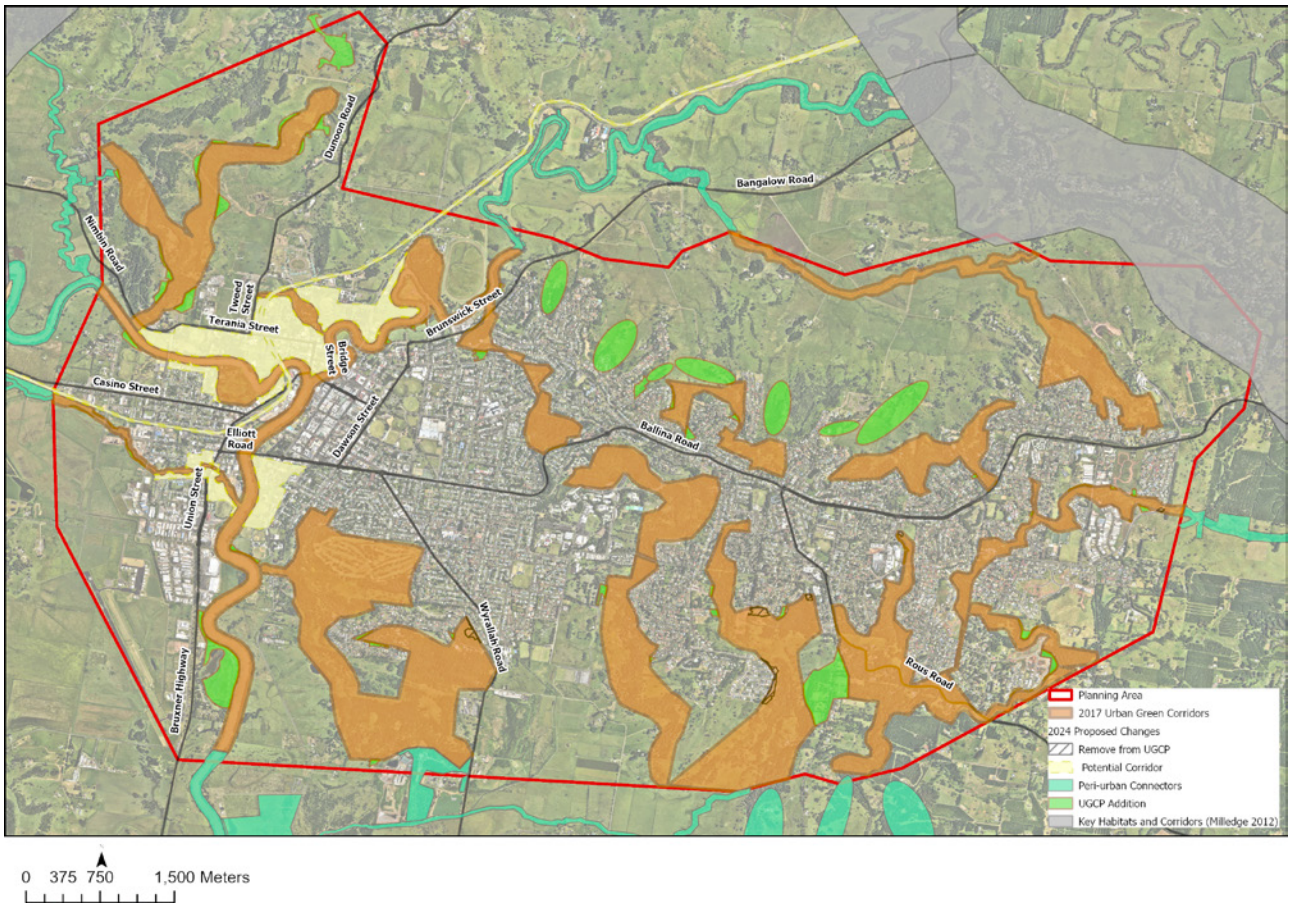 Dunoon Road
Bangalow Road
Nimbin Road
Tweed
Street
Terania Street
Brunswick Street
Bridge
Street
Casino Street
Dawson Street
Elliott
Road
Ballina Road
Union Street
Wyrallah Road
Rous Road
Bruxner Highway
Planning Area
2017 Urban Green Corridors
2024 Proposed Changes
Remove from UGCP
Potential Corridor
Peri-urban Connectors
UGCP Addition
Key Habitats and Corridors (Milledge 2012)
0 375 750 1,500 Meters